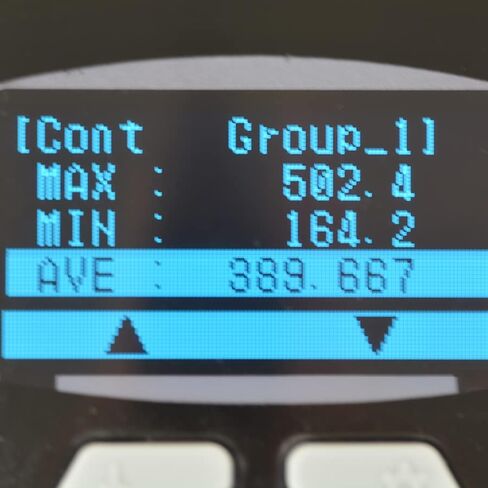 [Cont Group_1]
MAX : 502.4
MIN : 164.2
AVE : 389.667